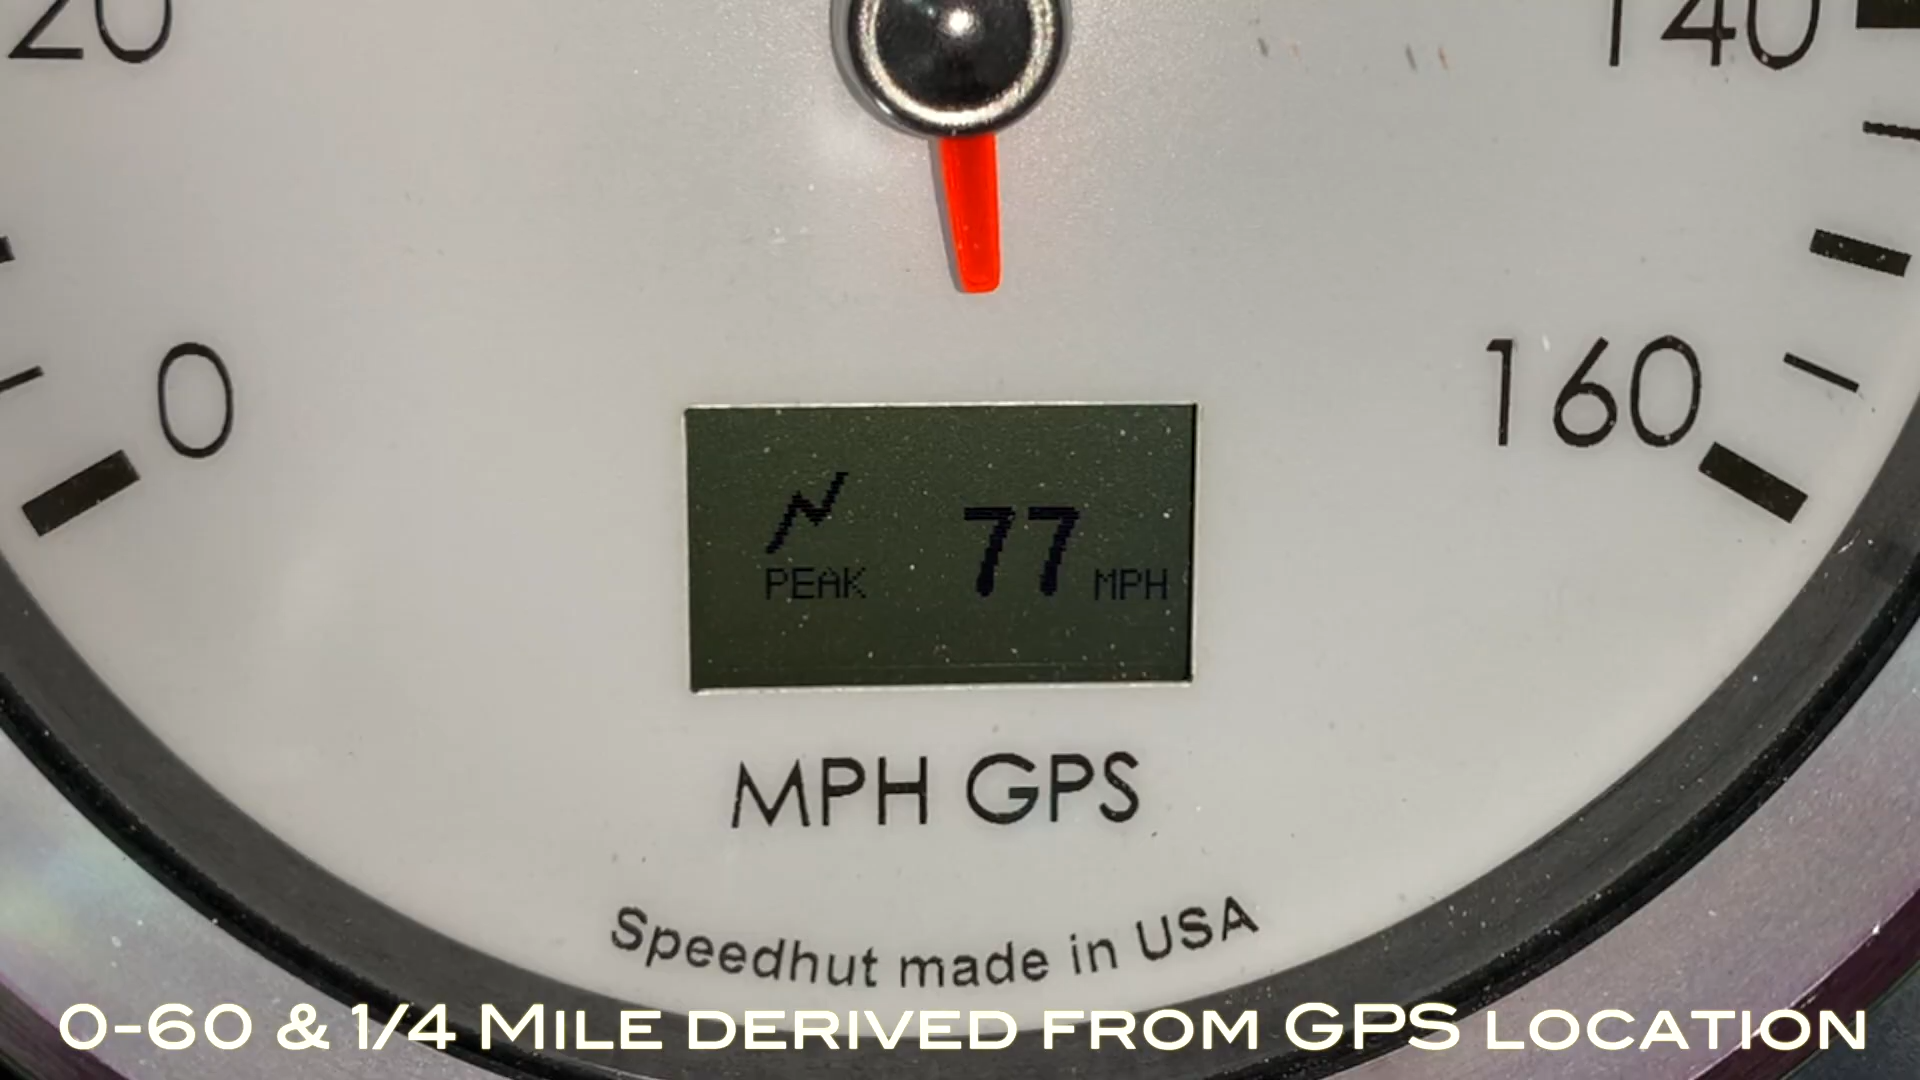 20
140
0
160
PEAK 77 MPH
MPH GPS
Speedhut made in USA
0-60 & 1/4 MILE DERIVED FROM GPS LOCATION